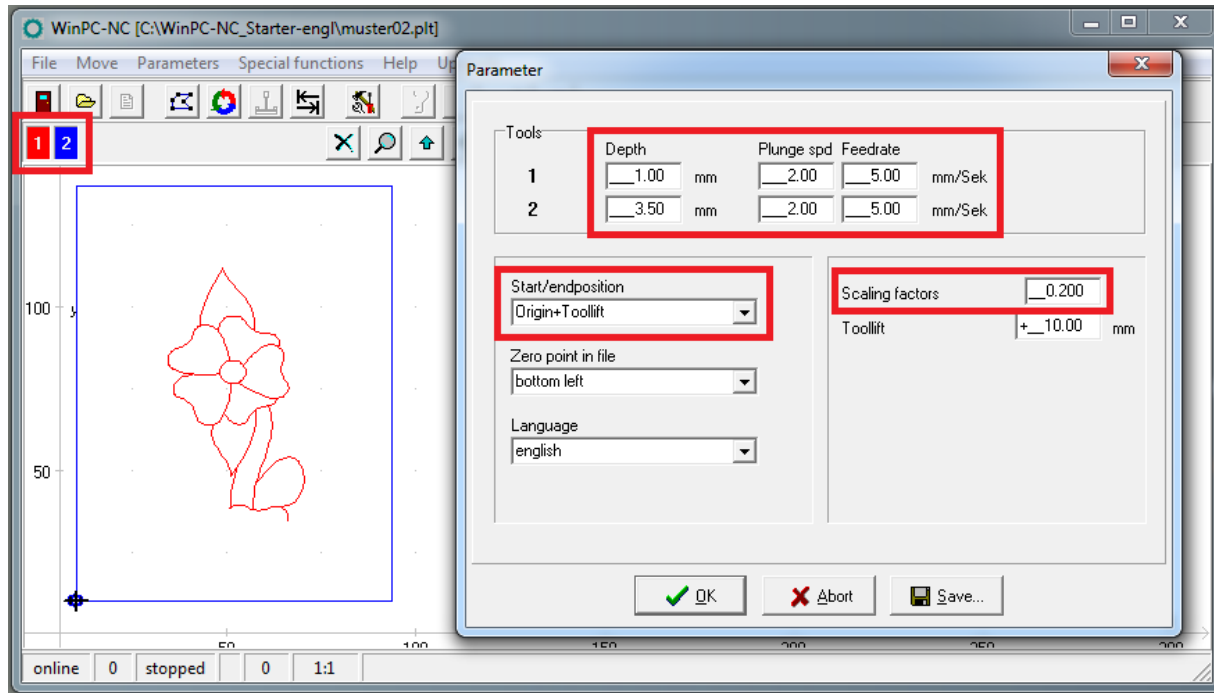 WinPC-NC [C:\WinPC-NC_Starter-engl\muster02.plt]
File Move Parameters Special functions Help Up
1 2
Parameter
Tools
Depth Plunge spd Feedrate
1 __1.00 mm __2.00 __5.00 mm/Sek
2 __3.50 mm __2.00 __5.00 mm/Sek
Start/endposition
Origin+Toollift
Zero point in file
bottom left
Language
english
Scaling factors __0.200
Toollift +__10.00 mm
OK Abort Save...
100 y
50
50 100 150 200 250 300
online 0 stopped 0 1:1